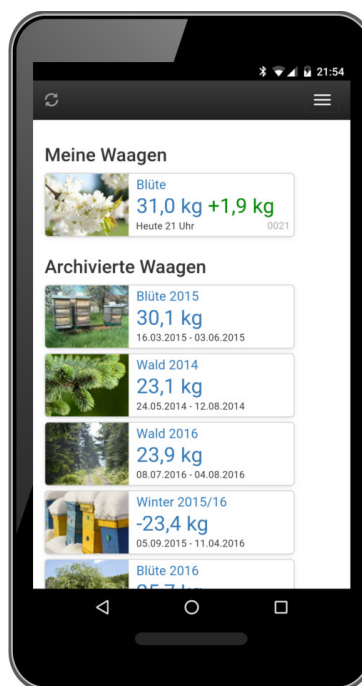 21:54
Meine Waagen
Blüte
31,0 kg +1,9 kg
Heute 21 Uhr 0021
Archivierte Waagen
Blüte 2015
30,1 kg
16.03.2015 - 03.06.2015
Wald 2014
23,1 kg
24.05.2014 - 12.08.2014
Wald 2016
23,9 kg
08.07.2016 - 04.08.2016
Winter 2015/16
-23,4 kg
05.09.2015 - 11.04.2016
Blüte 2016